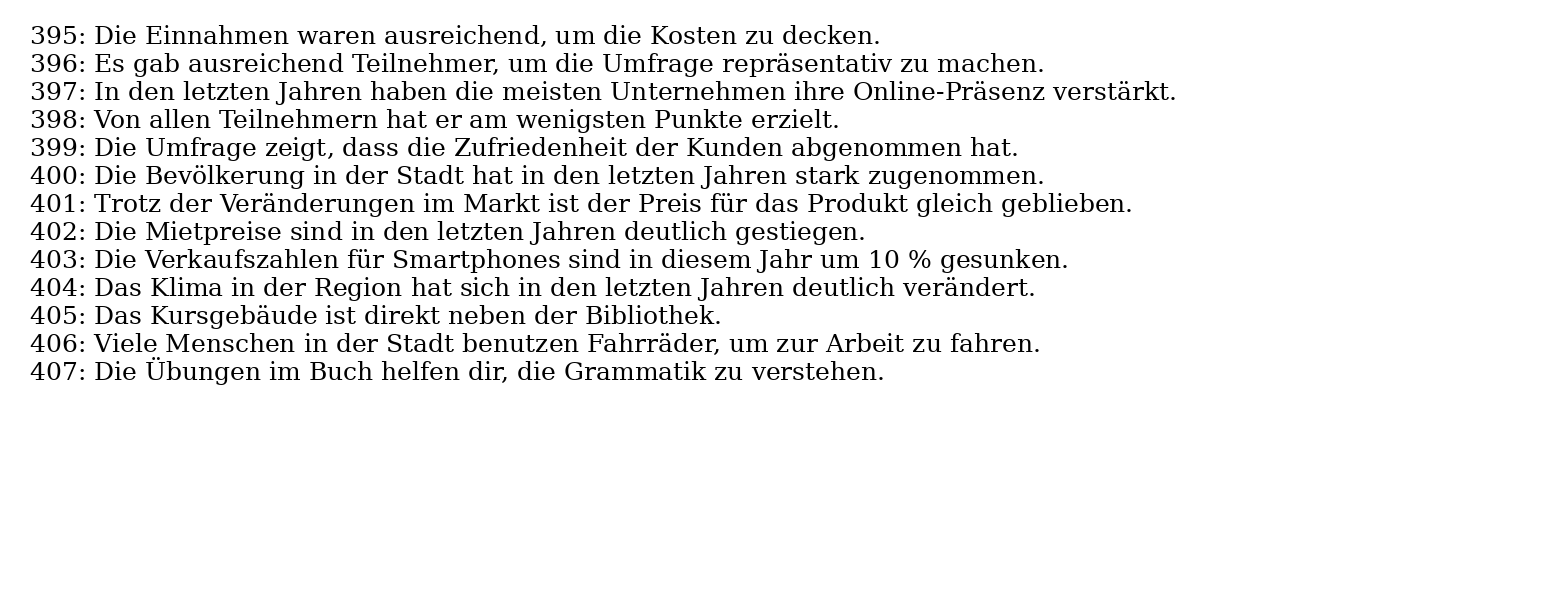 395: Die Einnahmen waren ausreichend, um die Kosten zu decken.
396: Es gab ausreichend Teilnehmer, um die Umfrage repräsentativ zu machen.
397: In den letzten Jahren haben die meisten Unternehmen ihre Online-Präsenz verstärkt.
398: Von allen Teilnehmern hat er am wenigsten Punkte erzielt.
399: Die Umfrage zeigt, dass die Zufriedenheit der Kunden abgenommen hat.
400: Die Bevölkerung in der Stadt hat in den letzten Jahren stark zugenommen.
401: Trotz der Veränderungen im Markt ist der Preis für das Produkt gleich geblieben.
402: Die Mietpreise sind in den letzten Jahren deutlich gestiegen.
403: Die Verkaufszahlen für Smartphones sind in diesem Jahr um 10 % gesunken.
404: Das Klima in der Region hat sich in den letzten Jahren deutlich verändert.
405: Das Kursgebäude ist direkt neben der Bibliothek.
406: Viele Menschen in der Stadt benutzen Fahrräder, um zur Arbeit zu fahren.
407: Die Übungen im Buch helfen dir, die Grammatik zu verstehen.